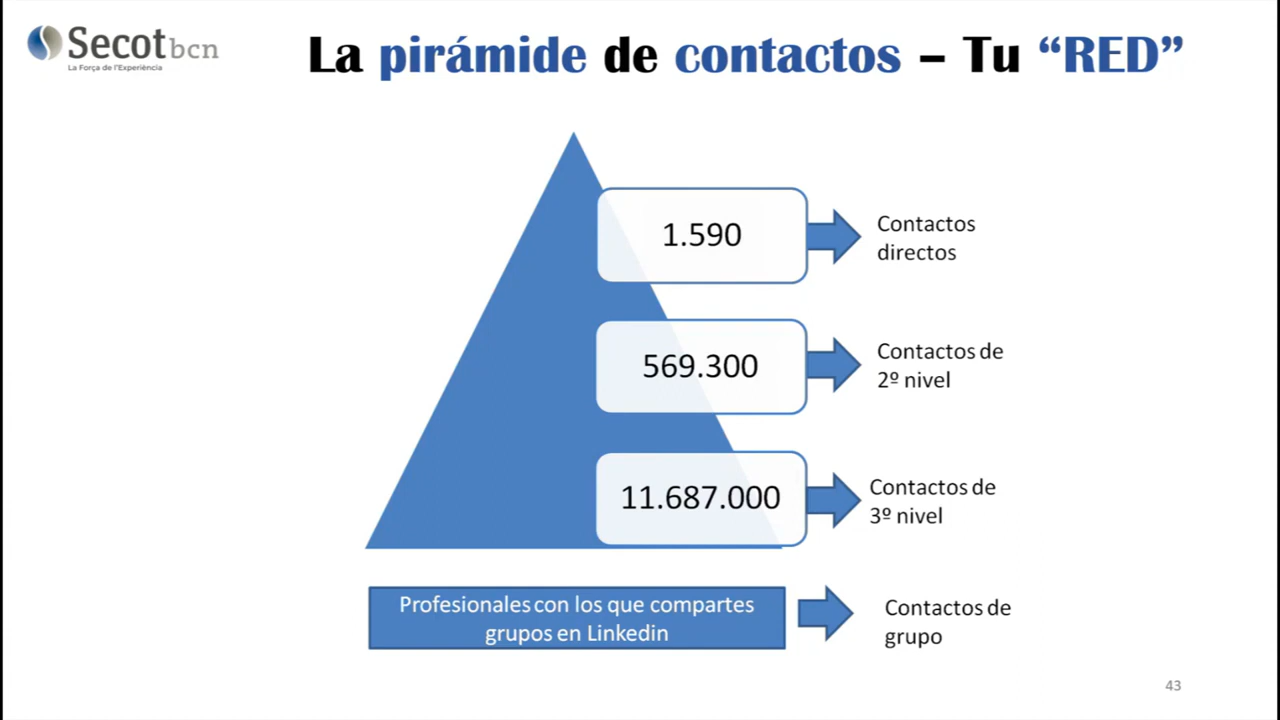 Secotbcn
La Força de l'Experiència
La pirámide de contactos – Tu “RED”
1.590
Contactos
directos
569.300
Contactos de
2º nivel
11.687.000
Contactos de
3º nivel
Profesionales con los que compartes
grupos en Linkedin
Contactos de
grupo
43